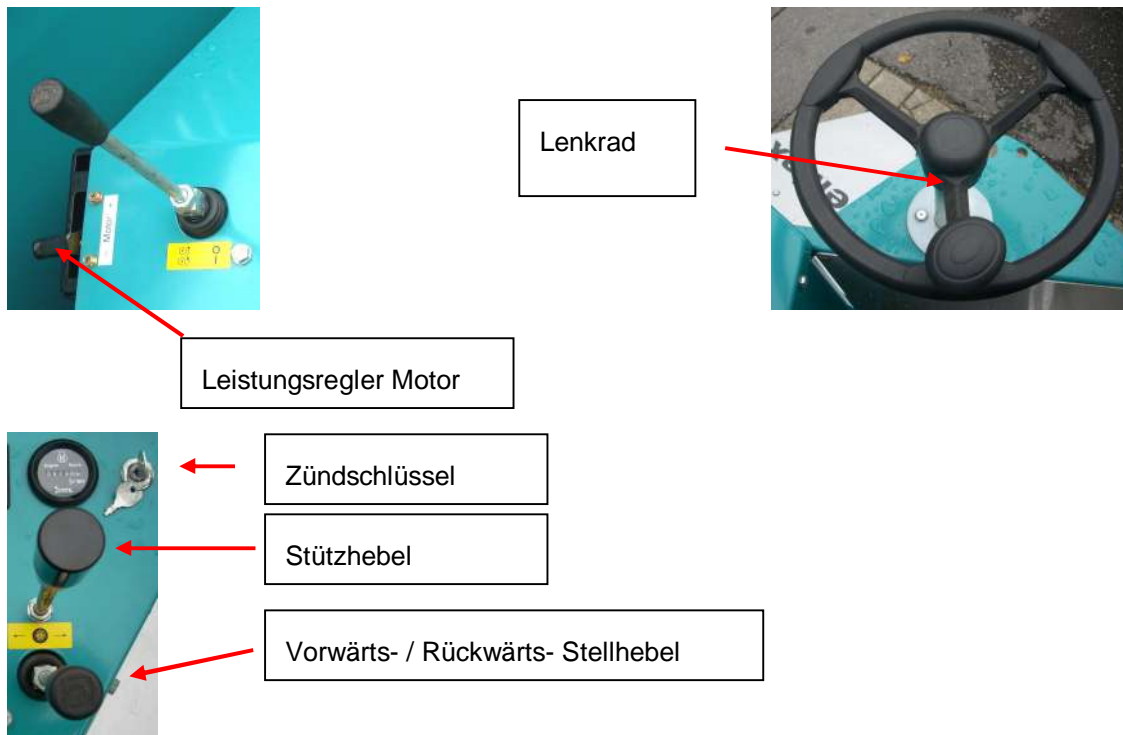 Motor
Lenkrad
Leistungsregler Motor
Zündschlüssel
Stützhebel
Vorwärts- / Rückwärts- Stellhebel